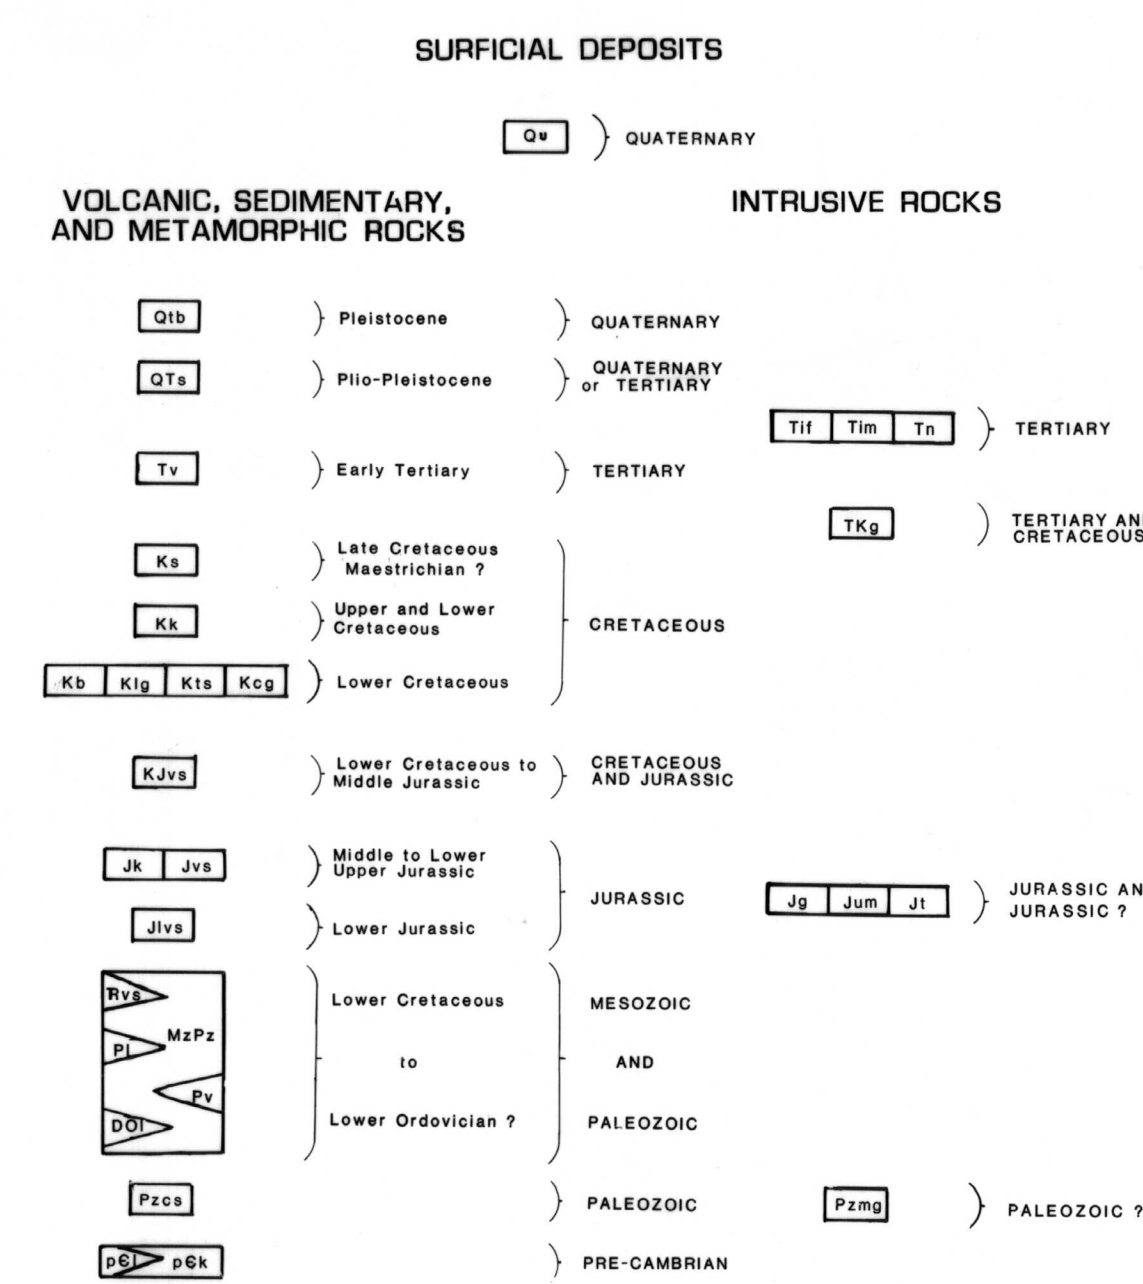 SURFICIAL DEPOSITS
Qu
QUATERNARY
VOLCANIC, SEDIMENTARY,
AND METAMORPHIC ROCKS
INTRUSIVE ROCKS
Qtb
Pleistocene
QUATERNARY
QTs
Plio-Pleistocene
QUATERNARY
or TERTIARY
Tif Tim Tn
TERTIARY
Tv
Early Tertiary
TERTIARY
TKg
TERTIARY AN
CRETACEOUS
Ks
Late Cretaceous
Maestrichian ?
Kk
Upper and Lower
Cretaceous
CRETACEOUS
Kb Klg Kts Kcg
Lower Cretaceous
KJvs
Lower Cretaceous to
Middle Jurassic
CRETACEOUS
AND JURASSIC
Jk Jvs
Middle to Lower
Upper Jurassic
JURASSIC
Jg Jum Jt
JURASSIC AN
JURASSIC ?
Jlvs
Lower Jurassic
TRvs
MzPz
Pl
Pv
DOl
Lower Cretaceous
to
Lower Ordovician ?
MESOZOIC
AND
PALEOZOIC
Pzcs
PALEOZOIC
Pzmg
PALEOZOIC ?
p€l p€k
PRE-CAMBRIAN